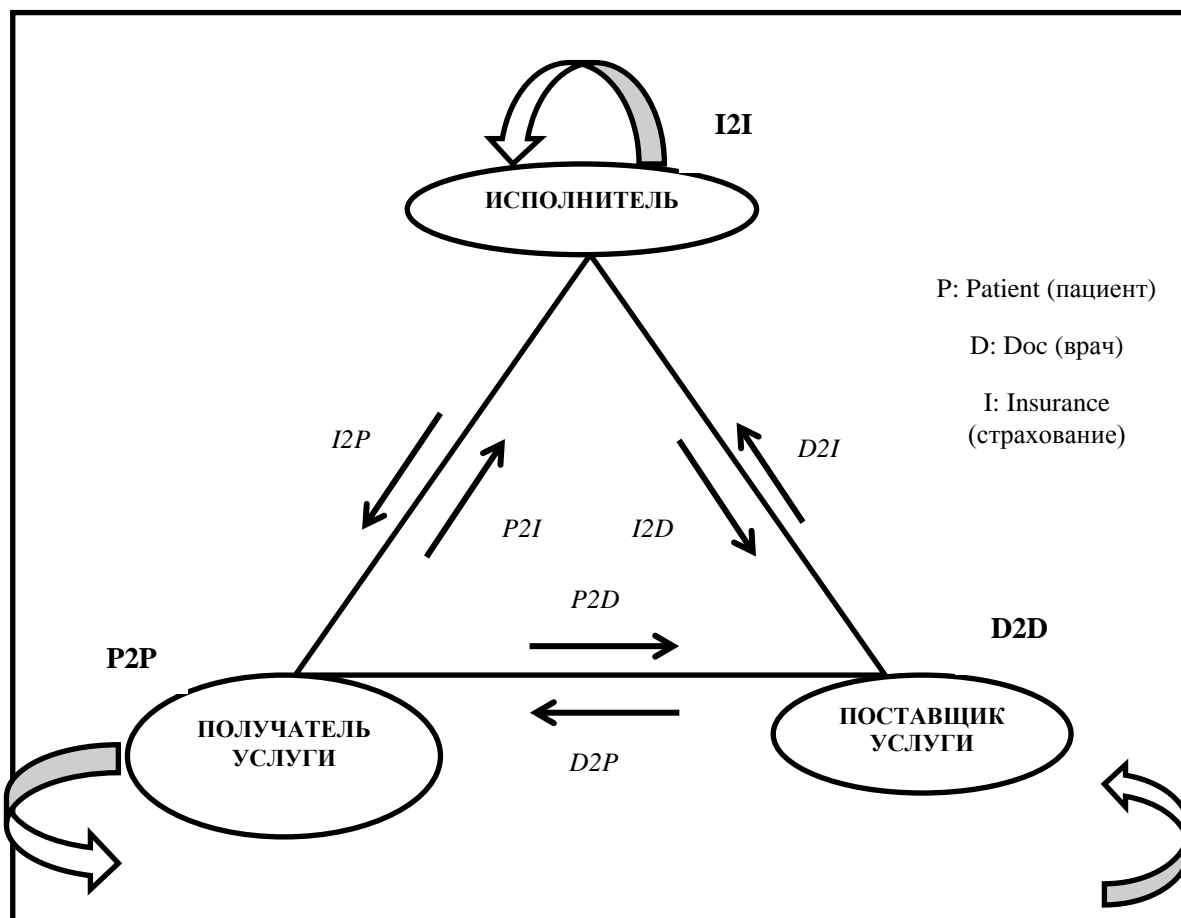 I2I
ИСПОЛНИТЕЛЬ
P: Patient (пациент)
D: Doc (врач)
I: Insurance
(страхование)
I2P
D2I
P2I
I2D
P2D
D2D
P2P
ПОЛУЧАТЕЛЬ
УСЛУГИ
ПОСТАВЩИК
УСЛУГИ
D2P